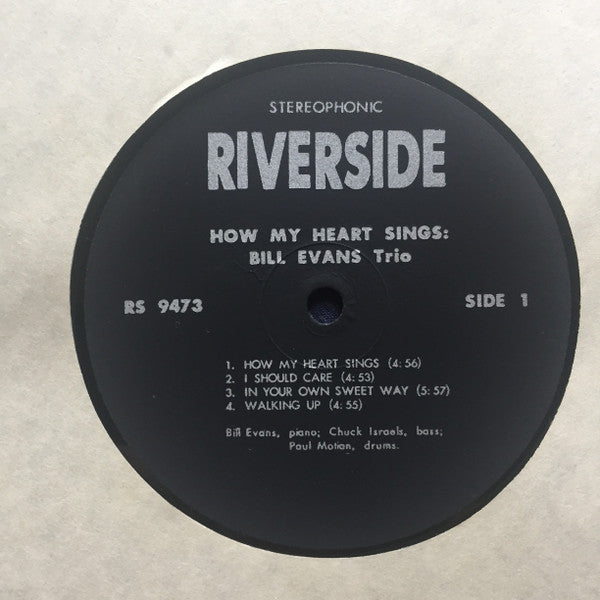 STEREOPHONIC
RIVERSIDE
HOW MY HEART SINGS:
BILL EVANS Trio
RS 9473
SIDE 1
1. HOW MY HEART SINGS (4:56)
2. I SHOULD CARE (4:53)
3. IN YOUR OWN SWEET WAY (5:57)
4. WALKING UP (4:55)
Bill Evans, piano; Chuck Israels, bass;
Paul Motian, drums.